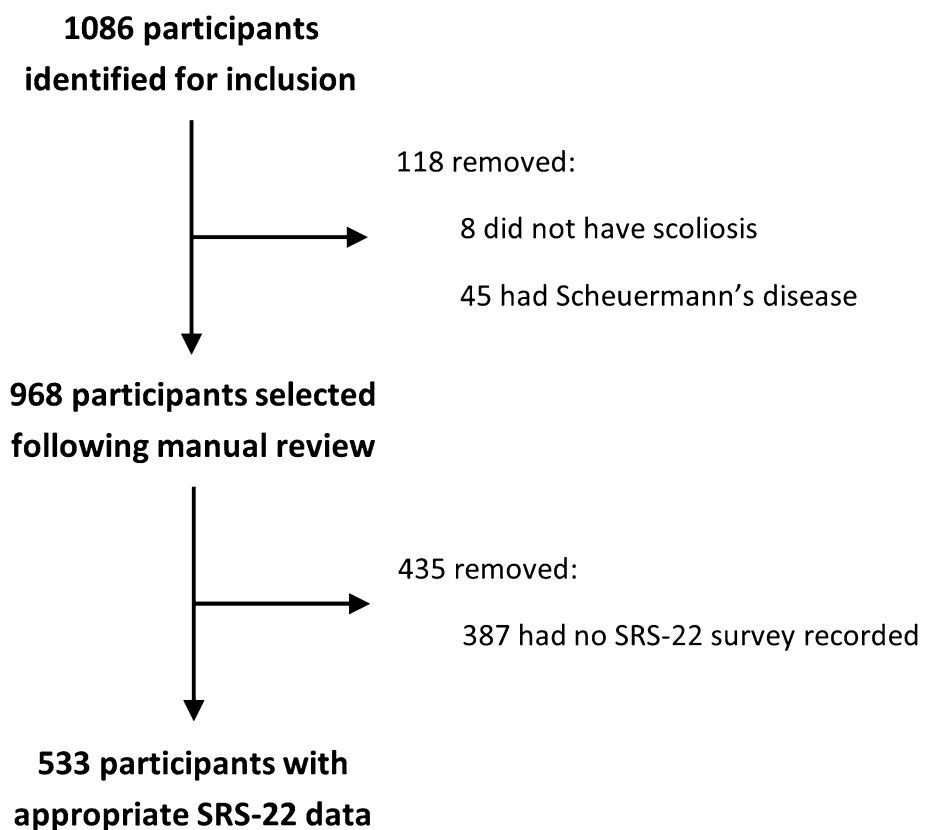 1086 participants
identified for inclusion
118 removed:
8 did not have scoliosis
45 had Scheuermann’s disease
968 participants selected
following manual review
435 removed:
387 had no SRS-22 survey recorded
533 participants with
appropriate SRS-22 data